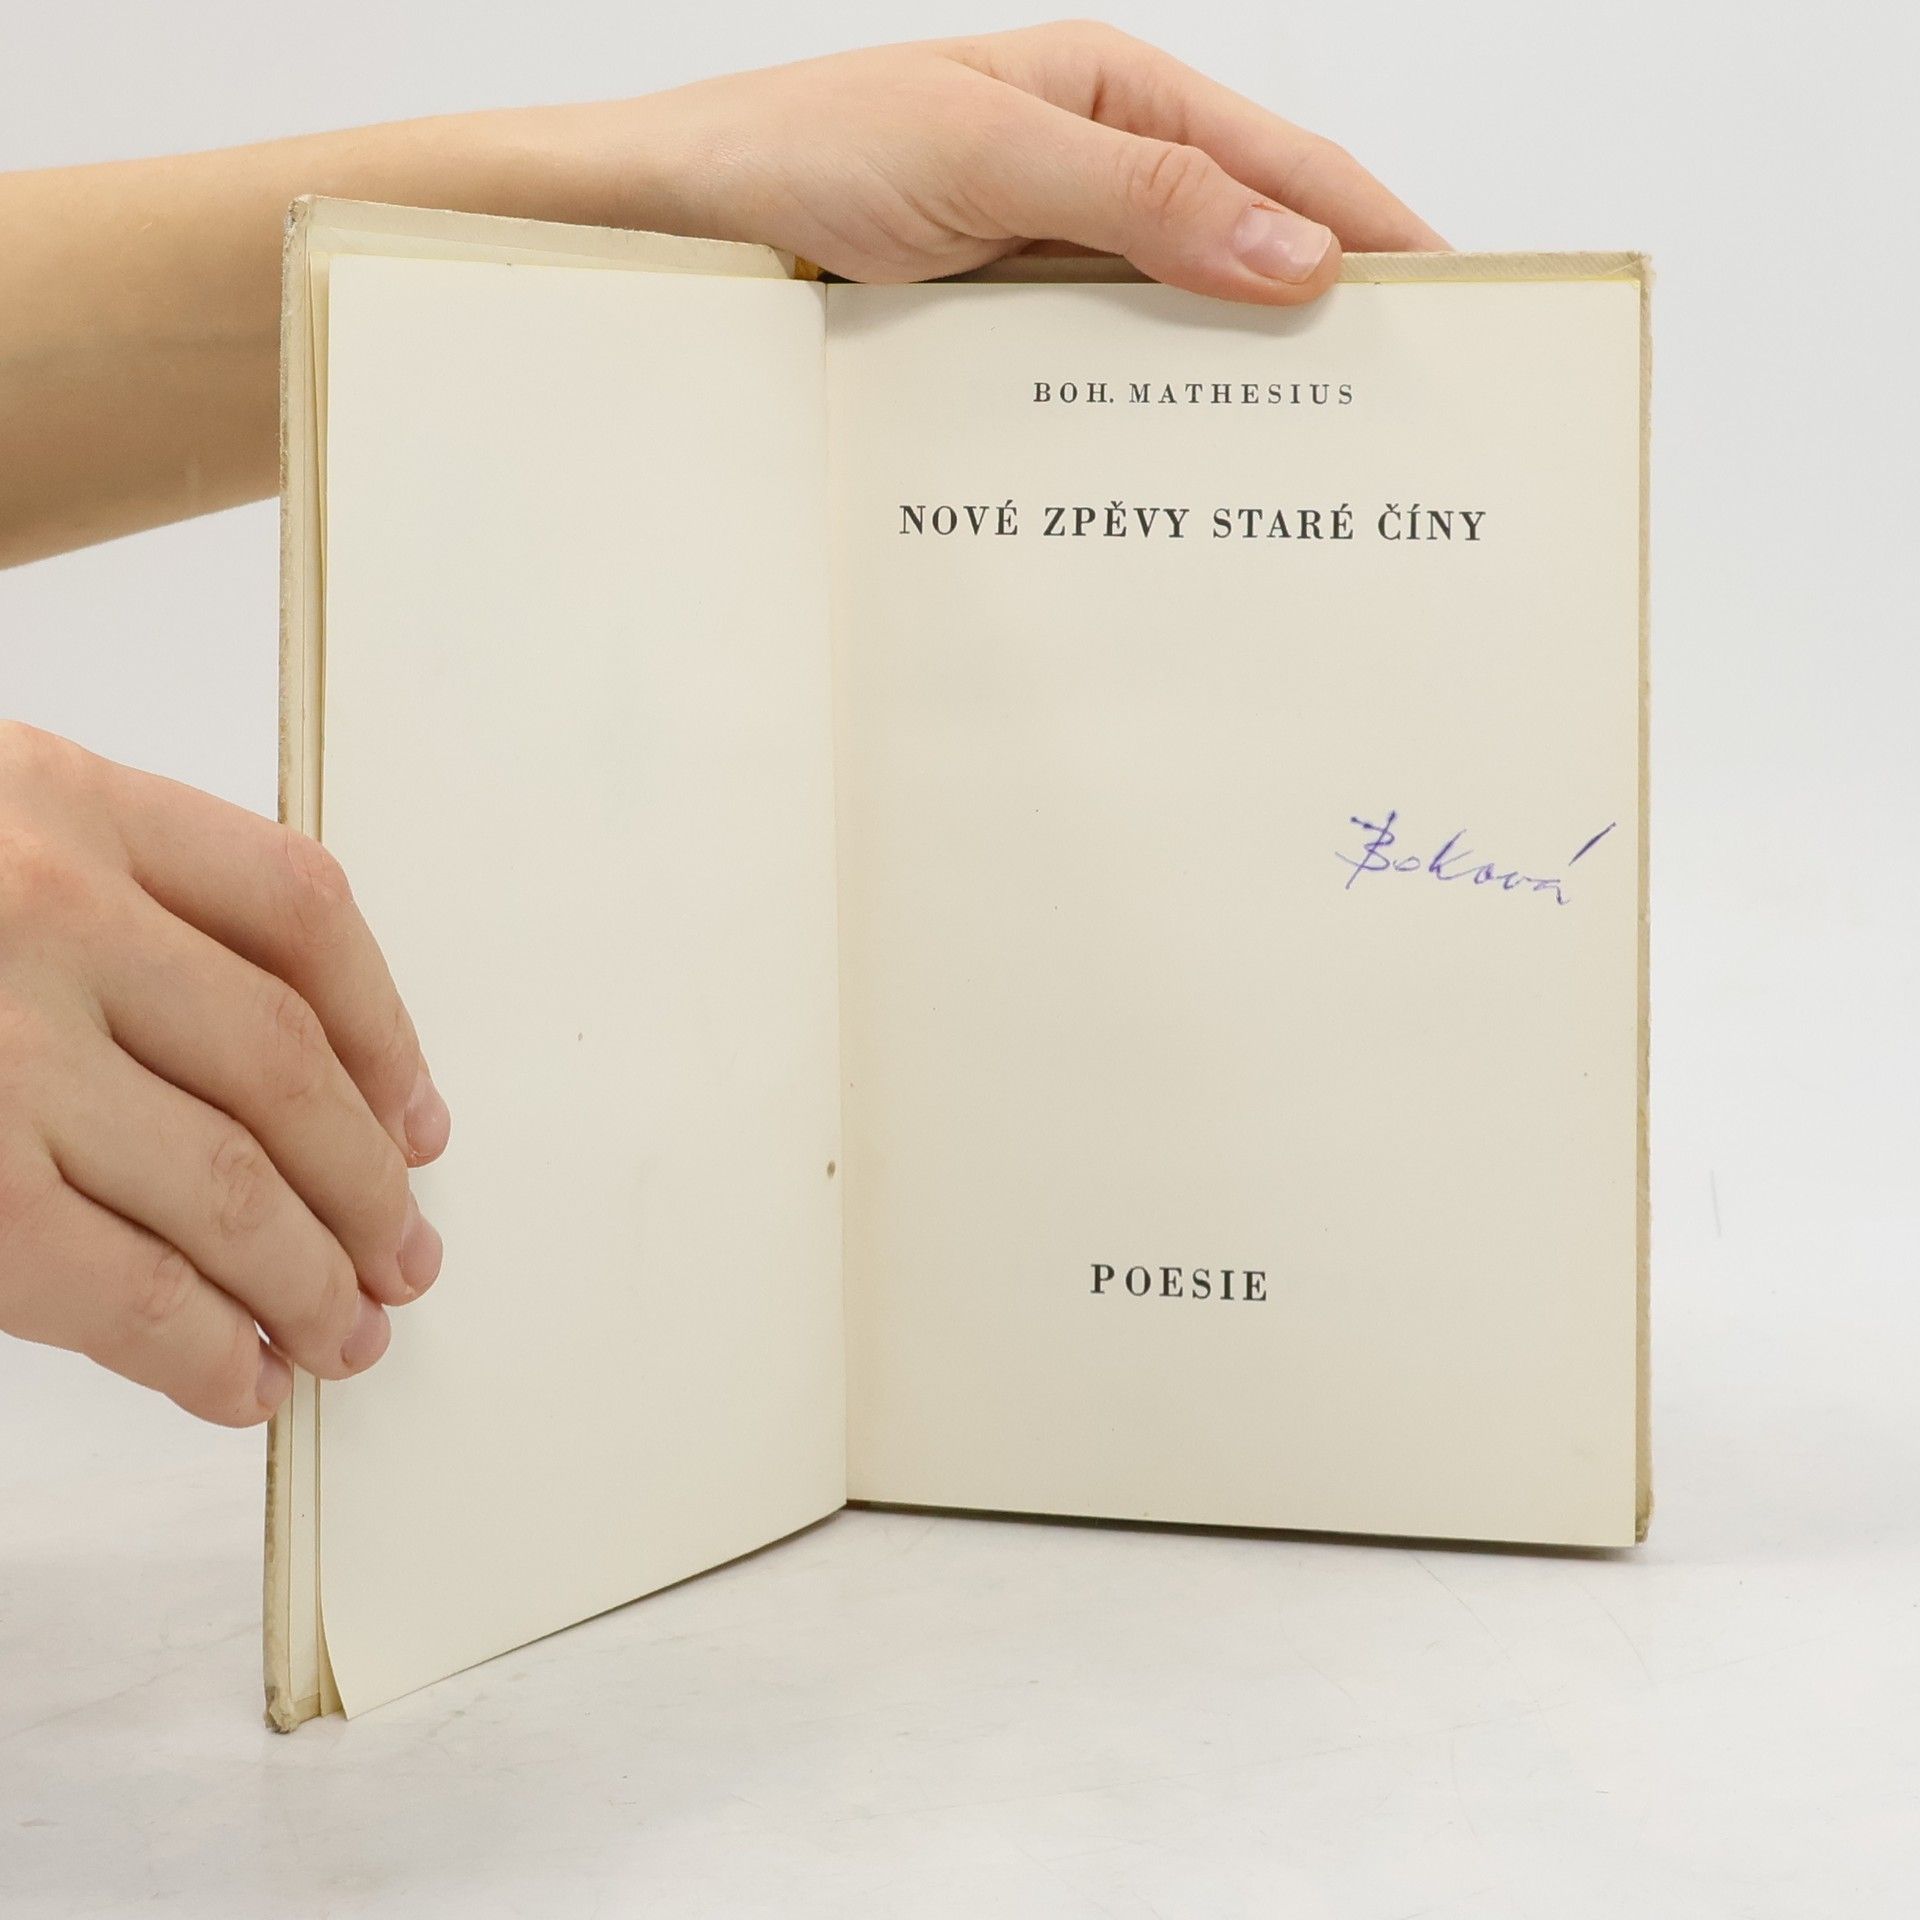 BOH. MATHESIUS
NOVÉ ZPĚVY STARÉ ČÍNY
Boková
POESIE